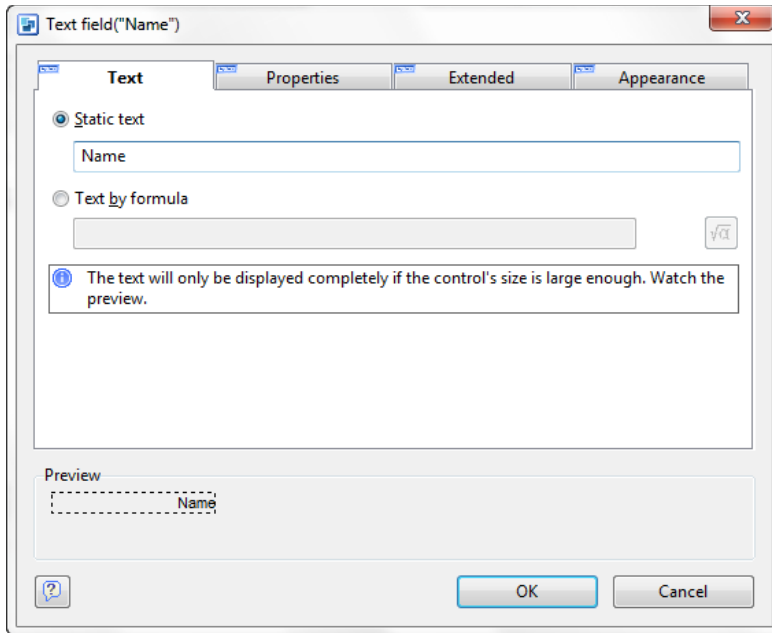 Text field("Name")
Text
Properties
Extended
Appearance
Static text
Name
Text by formula
√α
The text will only be displayed completely if the control's size is large enough. Watch the
preview.
Preview
Name
?
OK
Cancel